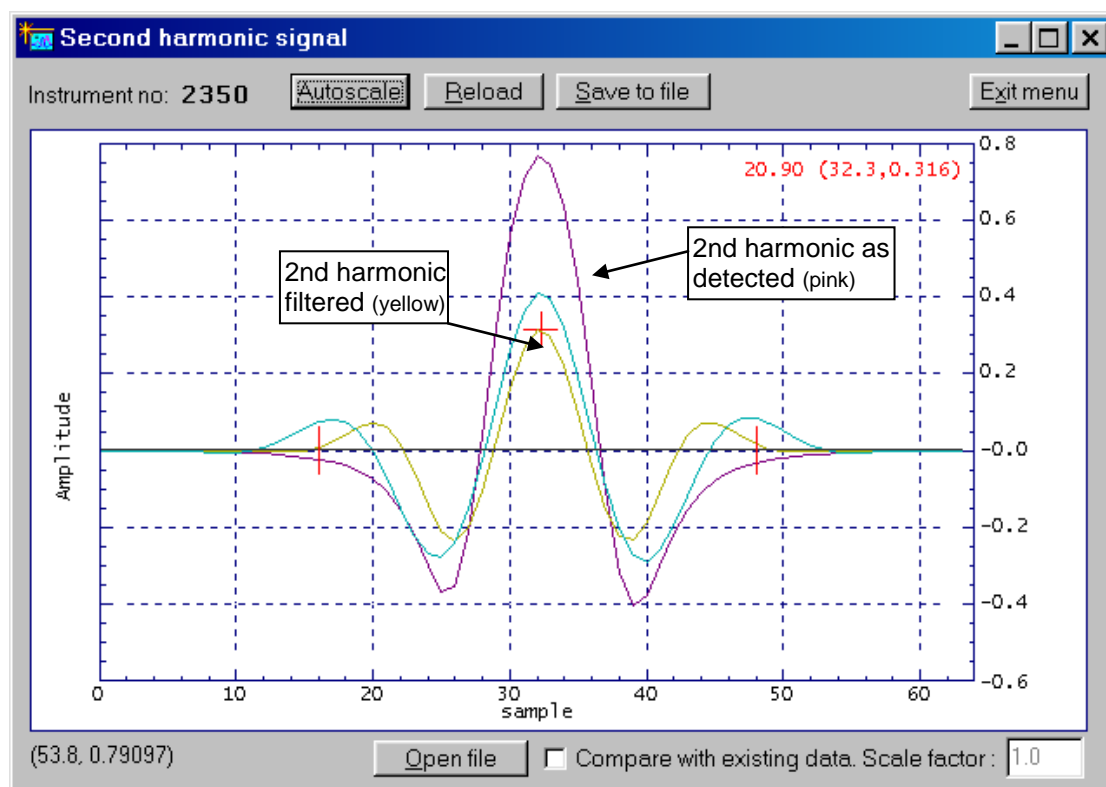 Second harmonic signal
Instrument no: 2350 Autoscale Reload Save to file Exit menu
20.90 (32.3,0.316)
0.8
0.6
0.4
0.2
-0.0
-0.2
-0.4
-0.6
2nd harmonic
filtered (yellow)
2nd harmonic as
detected (pink)
Amplitude
0 10 20 30 40 50 60
sample
(53.8, 0.79097) Open file Compare with existing data. Scale factor : 1.0